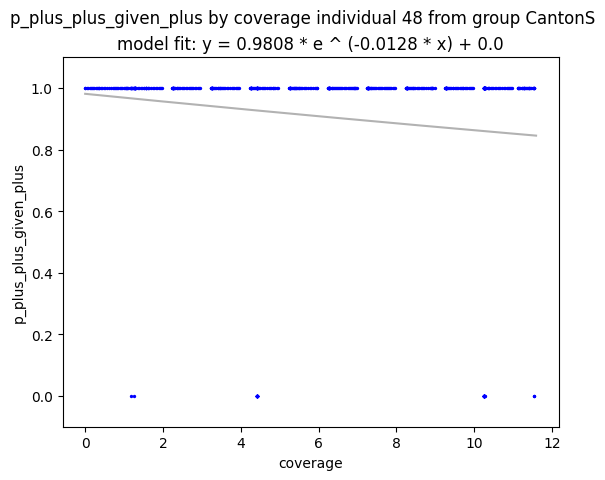 p_plus_plus_given_plus by coverage individual 48 from group CantonS
model fit: y = 0.9808 * e ^ (-0.0128 * x) + 0.0
p_plus_plus_given_plus
1.0
0.8
0.6
0.4
0.2
0.0
0 2 4 6 8 10 12
coverage